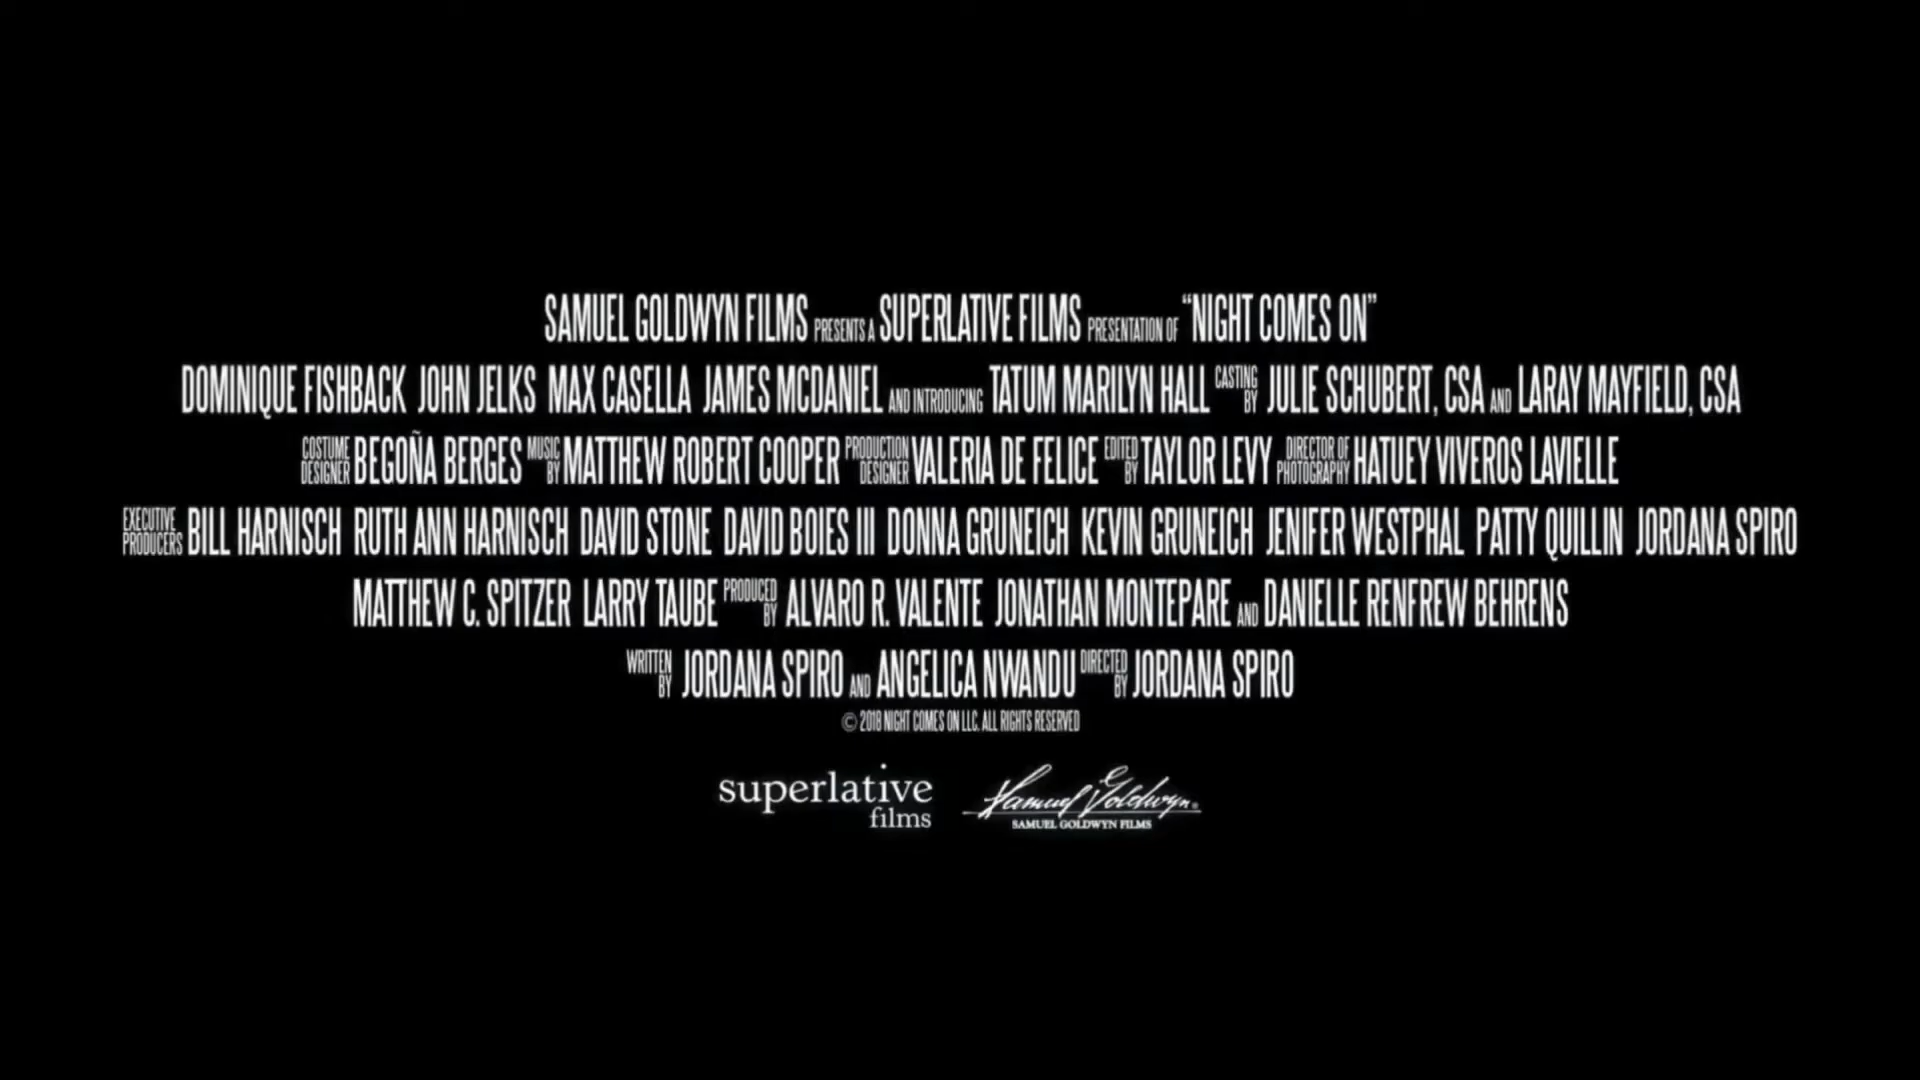 SAMUEL GOLDWYN FILMS PRESENTS A SUPERLATIVE FILMS PRESENTATION OF “NIGHT COMES ON”
DOMINIQUE FISHBACK JOHN JELKS MAX CASELLA JAMES MCDANIEL AND INTRODUCING TATUM MARILYN HALL CASTING BY JULIE SCHUBERT, CSA AND LARAY MAYFIELD, CSA
COSTUME DESIGNER BEGOÑA BERGES MUSIC BY MATTHEW ROBERT COOPER PRODUCTION DESIGNER VALERIA DE FELICE EDITED BY TAYLOR LEVY DIRECTOR OF PHOTOGRAPHY HATUEY VIVEROS LAVIELLE
EXECUTIVE PRODUCERS BILL HARNISCH RUTH ANN HARNISCH DAVID STONE DAVID BOIES III DONNA GRUNEICH KEVIN GRUNEICH JENIFER WESTPHAL PATTY QUILLIN JORDANA SPIRO
MATTHEW C. SPITZER LARRY TAUBE PRODUCED BY ALVARO R. VALENTE JONATHAN MONTEPARE AND DANIELLE RENFREW BEHRENS
WRITTEN BY JORDANA SPIRO AND ANGELICA NWANDU DIRECTED BY JORDANA SPIRO
© 2018 NIGHT COMES ON LLC. ALL RIGHTS RESERVED
superlative films
Samuel Goldwyn®
SAMUEL GOLDWYN FILMS